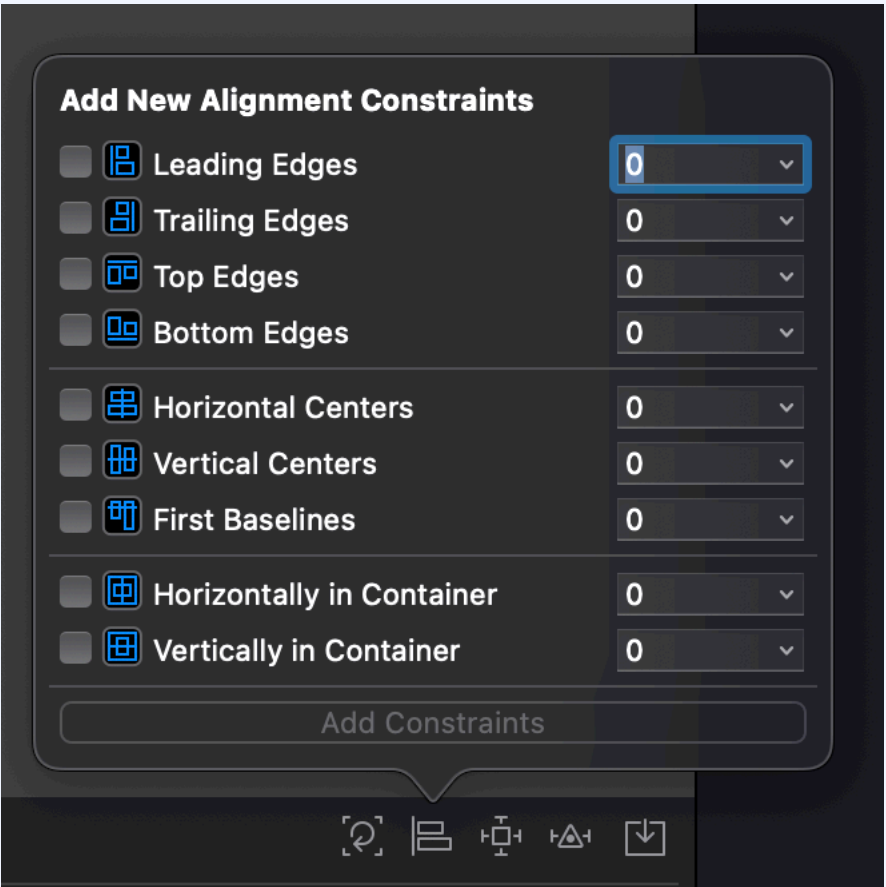 Add New Alignment Constraints
Leading Edges 0
Trailing Edges 0
Top Edges 0
Bottom Edges 0
Horizontal Centers 0
Vertical Centers 0
First Baselines 0
Horizontally in Container 0
Vertically in Container 0
Add Constraints